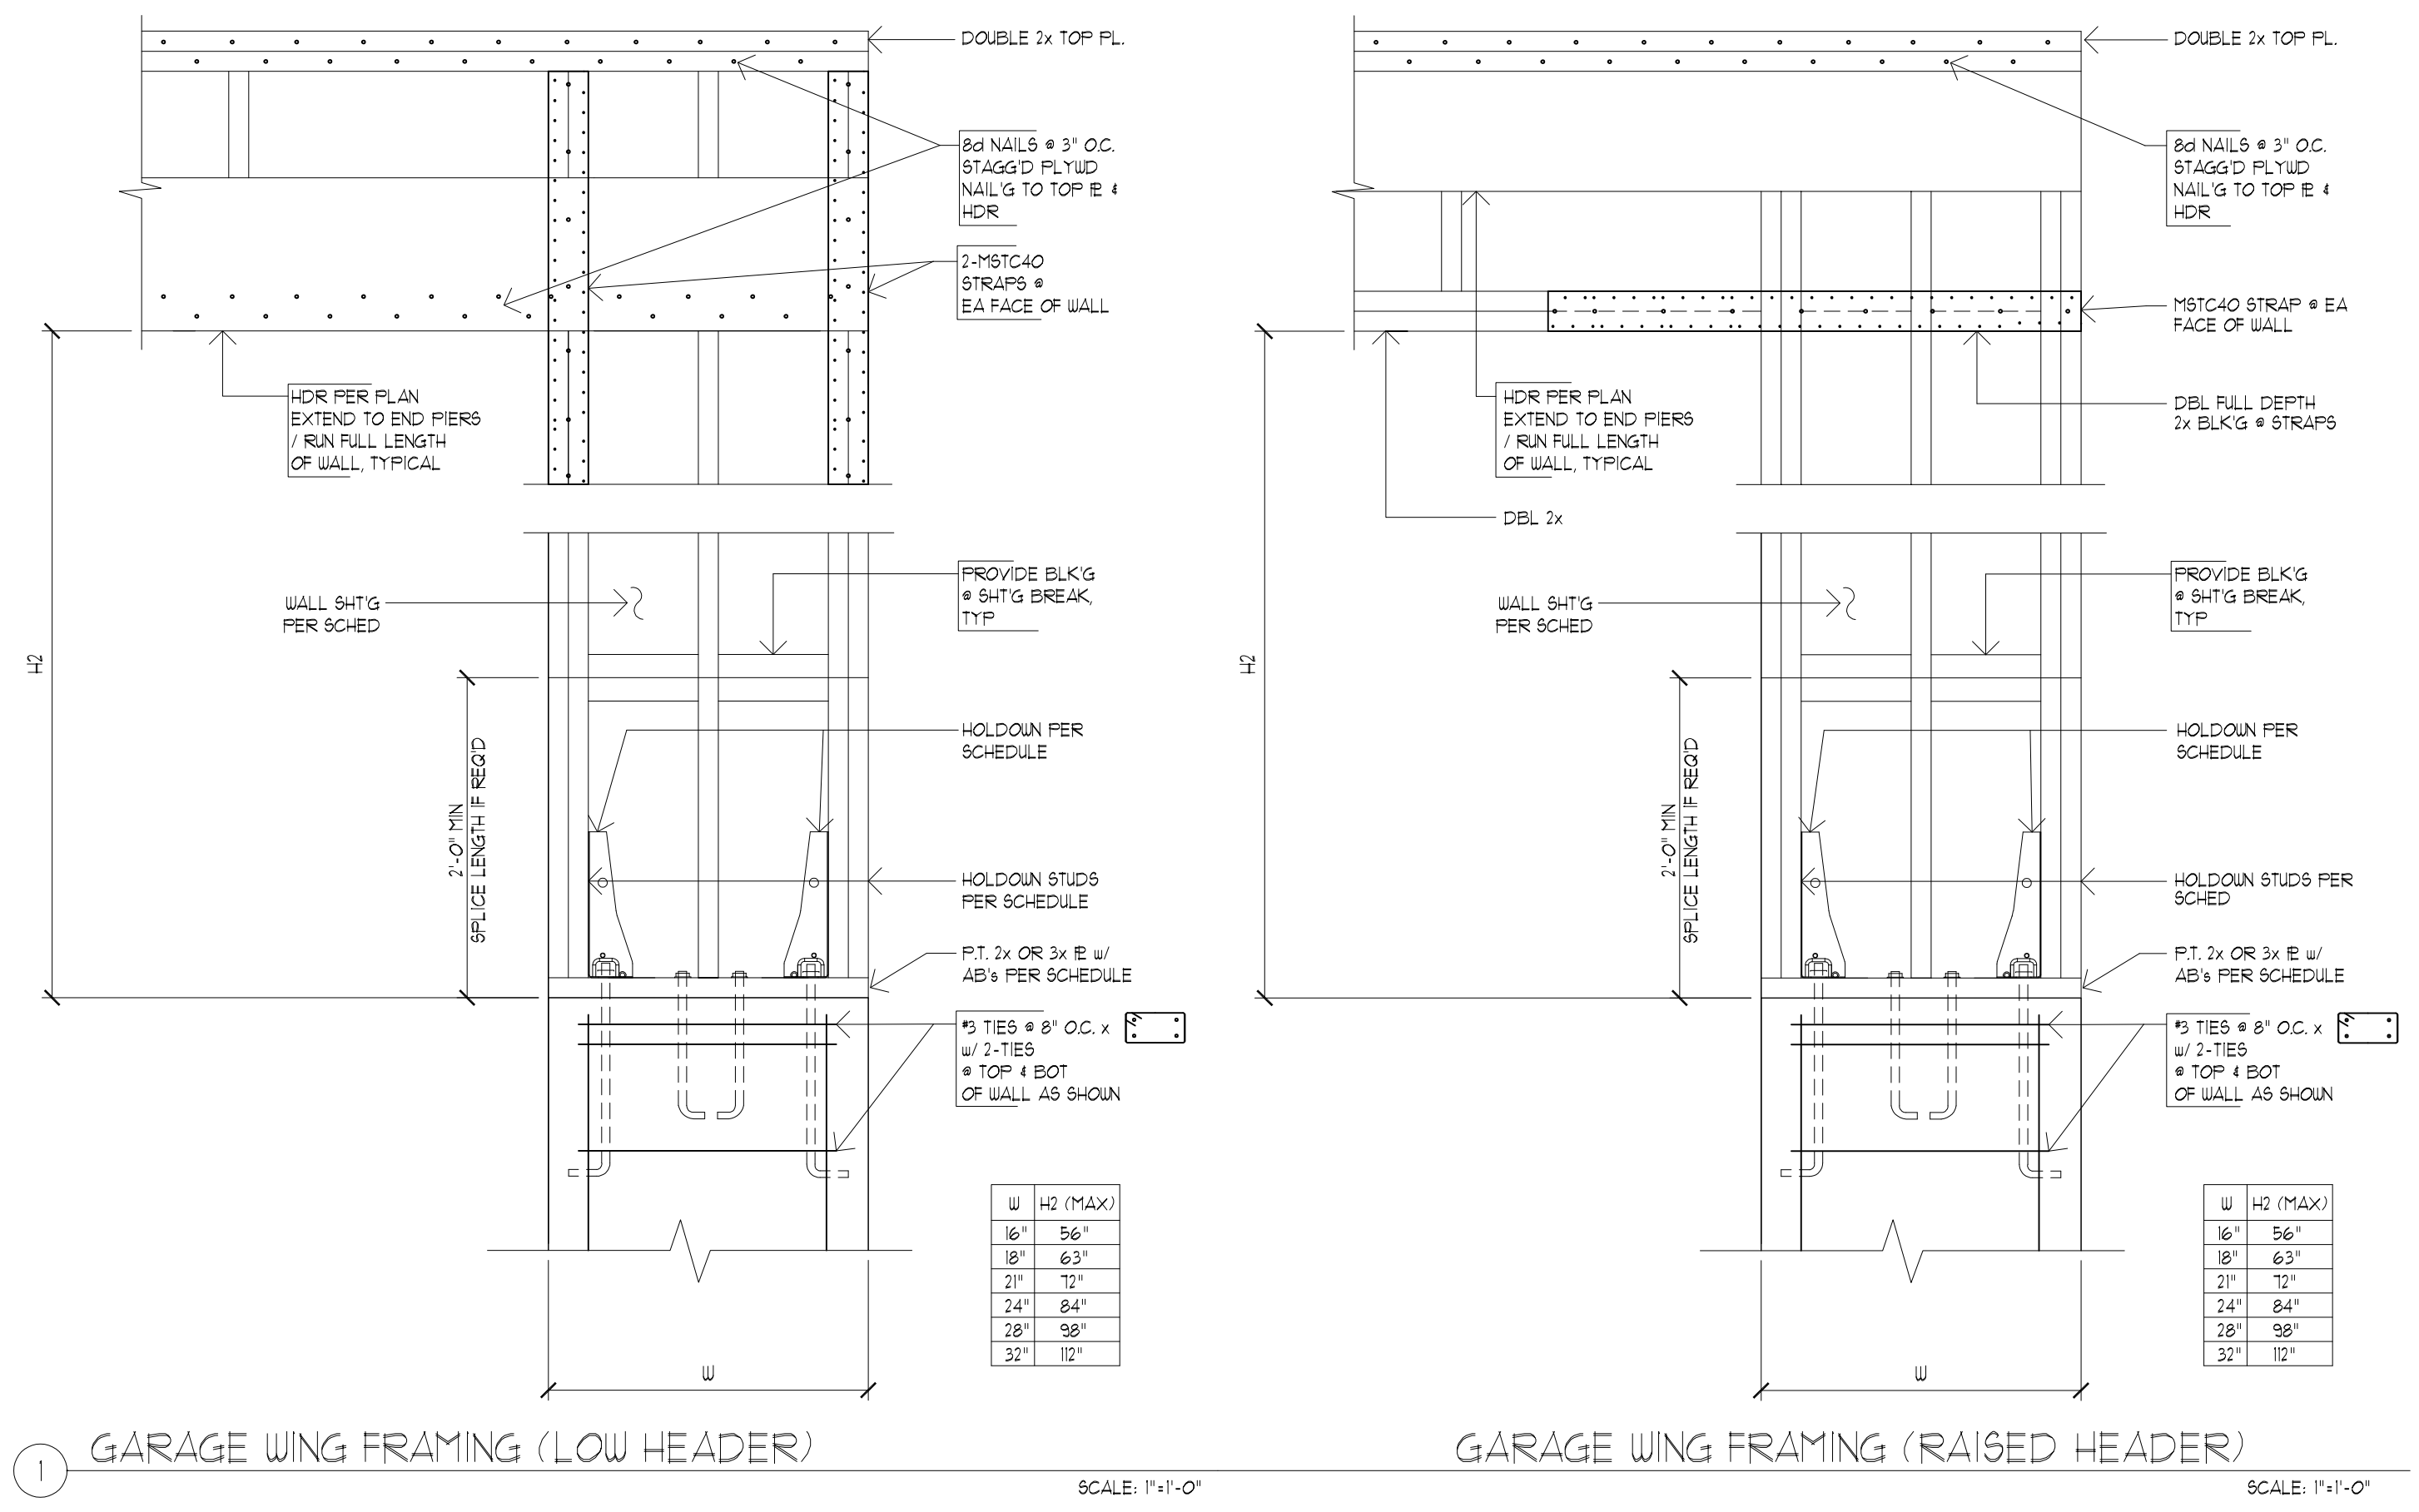 DOUBLE 2x TOP PL.
8d NAILS @ 3" O.C.
STAGG'D PLYWD
NAIL'G TO TOP PL &
HDR
2-MSTC40
STRAPS @
EA FACE OF WALL
HDR PER PLAN
EXTEND TO END PIERS
/ RUN FULL LENGTH
OF WALL, TYPICAL
WALL SHT'G
PER SCHED
PROVIDE BLK'G
@ SHT'G BREAK,
TYP
H2
2'-0" MIN
SPLICE LENGTH IF REQ'D
HOLDOWN PER
SCHEDULE
HOLDOWN STUDS
PER SCHEDULE
P.T. 2x OR 3x PL w/
AB's PER SCHEDULE
#3 TIES @ 8" O.C. x
w/ 2-TIES
@ TOP & BOT
OF WALL AS SHOWN
W H2 (MAX)
16" 56"
18" 63"
21" 72"
24" 84"
28" 98"
32" 112"
W
1
GARAGE WING FRAMING (LOW HEADER)
SCALE: 1"=1'-0"
DOUBLE 2x TOP PL.
8d NAILS @ 3" O.C.
STAGG'D PLYWD
NAIL'G TO TOP PL &
HDR
MSTC40 STRAP @ EA
FACE OF WALL
HDR PER PLAN
EXTEND TO END PIERS
/ RUN FULL LENGTH
OF WALL, TYPICAL
DBL FULL DEPTH
2x BLK'G @ STRAPS
DBL 2x
WALL SHT'G
PER SCHED
PROVIDE BLK'G
@ SHT'G BREAK,
TYP
H2
2'-0" MIN
SPLICE LENGTH IF REQ'D
HOLDOWN PER
SCHEDULE
HOLDOWN STUDS PER
SCHED
P.T. 2x OR 3x PL w/
AB's PER SCHEDULE
#3 TIES @ 8" O.C. x
w/ 2-TIES
@ TOP & BOT
OF WALL AS SHOWN
W H2 (MAX)
16" 56"
18" 63"
21" 72"
24" 84"
28" 98"
32" 112"
W
GARAGE WING FRAMING (RAISED HEADER)
SCALE: 1"=1'-0"